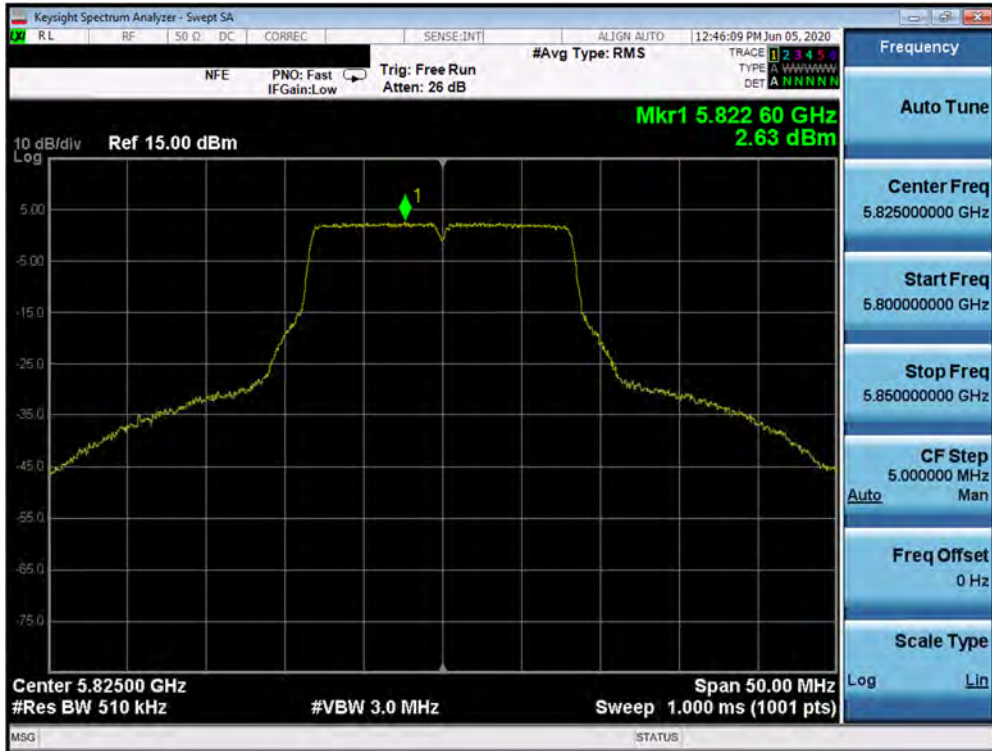 Keysight Spectrum Analyzer - Swept SA
LXI RL RF 50 Ω DC CORREC SENSE:INT ALIGN AUTO 12:46:09 PM Jun 05, 2020
NFE PNO: Fast Trig: Free Run #Avg Type: RMS TRACE 1 2 3 4 5 6
IFGain:Low Atten: 26 dB TYPE A WWWWW
DET A N N N N N
Mkr1 5.822 60 GHz
2.63 dBm
10 dB/div Ref 15.00 dBm
Log
1
5.00
-5.00
-15.0
-25.0
-35.0
-45.0
-55.0
-65.0
-75.0
Center 5.82500 GHz Span 50.00 MHz
#Res BW 510 kHz #VBW 3.0 MHz Sweep 1.000 ms (1001 pts)
MSG STATUS
Frequency
Auto Tune
Center Freq
5.825000000 GHz
Start Freq
5.800000000 GHz
Stop Freq
5.850000000 GHz
CF Step
5.000000 MHz
Auto Man
Freq Offset
0 Hz
Scale Type
Log Lin